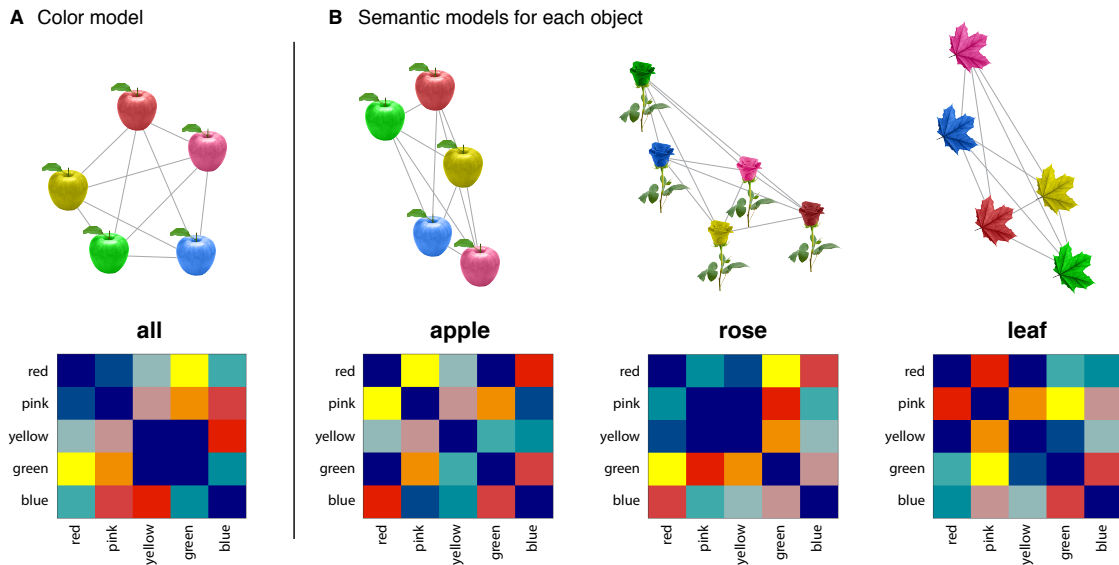 A Color model
B Semantic models for each object
all
apple
rose
leaf
red
pink
yellow
green
blue
red
pink
yellow
green
blue
red
pink
yellow
green
blue
red
pink
yellow
green
blue
red
pink
yellow
green
blue
red
pink
yellow
green
blue
red
pink
yellow
green
blue
red
pink
yellow
green
blue